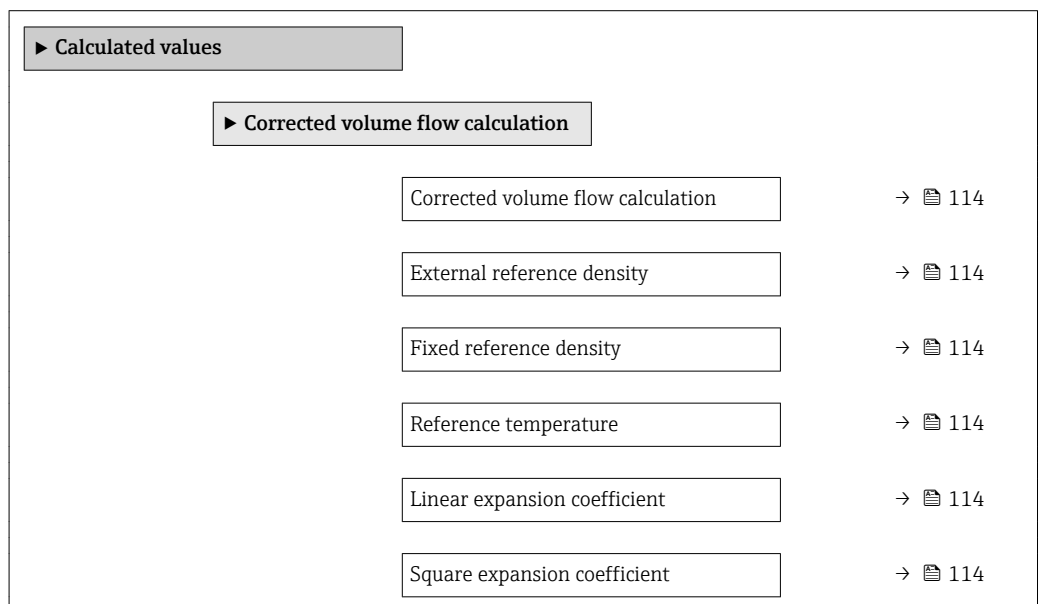 ▶ Calculated values
▶ Corrected volume flow calculation
Corrected volume flow calculation → 114
External reference density → 114
Fixed reference density → 114
Reference temperature → 114
Linear expansion coefficient → 114
Square expansion coefficient → 114